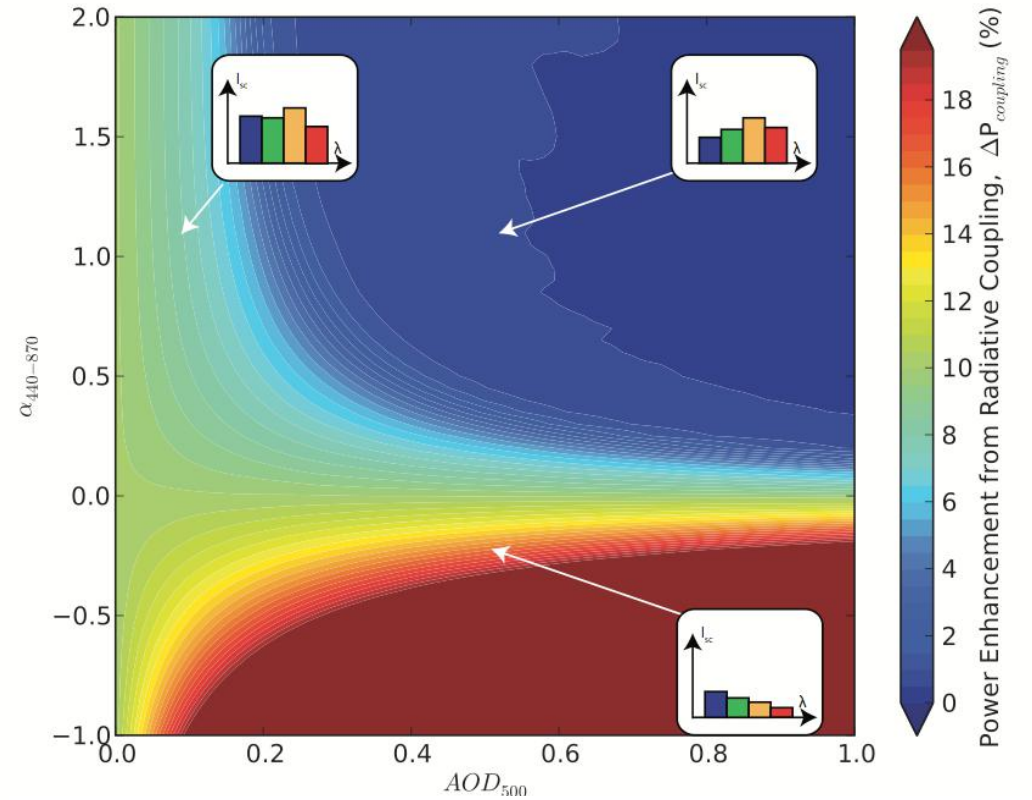 2.0
1.5
1.0
0.5
0.0
−0.5
−1.0
α440−870
0.0
0.2
0.4
0.6
0.8
1.0
AOD500
Isc
λ
Isc
λ
Isc
λ
18
16
14
12
10
8
6
4
2
0
Power Enhancement from Radiative Coupling, ΔPcoupling (%)